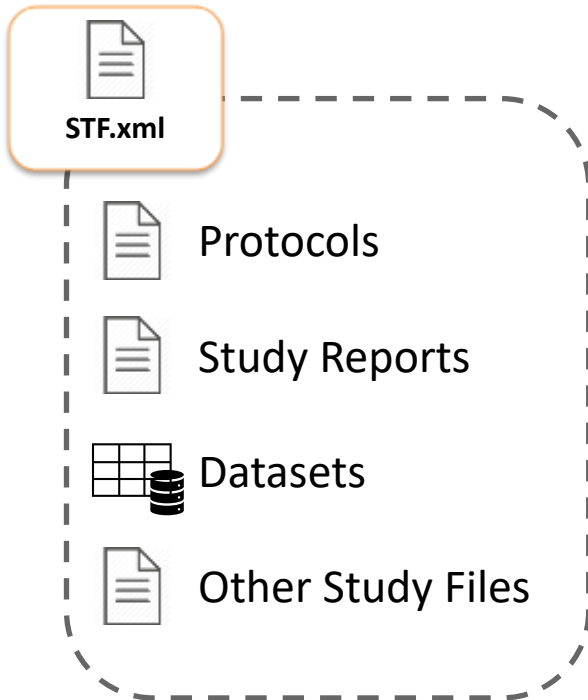 STF.xml
Protocols
Study Reports
Datasets
Other Study Files